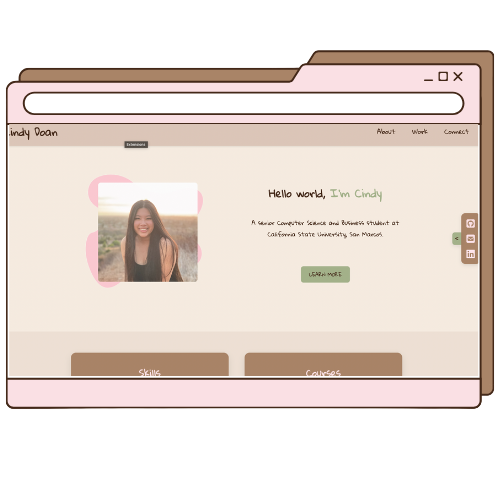 indy Doan
About Work Connect
Extensions
Hello world, I'm Cindy
A senior Computer Science and Business student at
California State University, San Marcos.
LEARN MORE
<
in
Skills
Courses